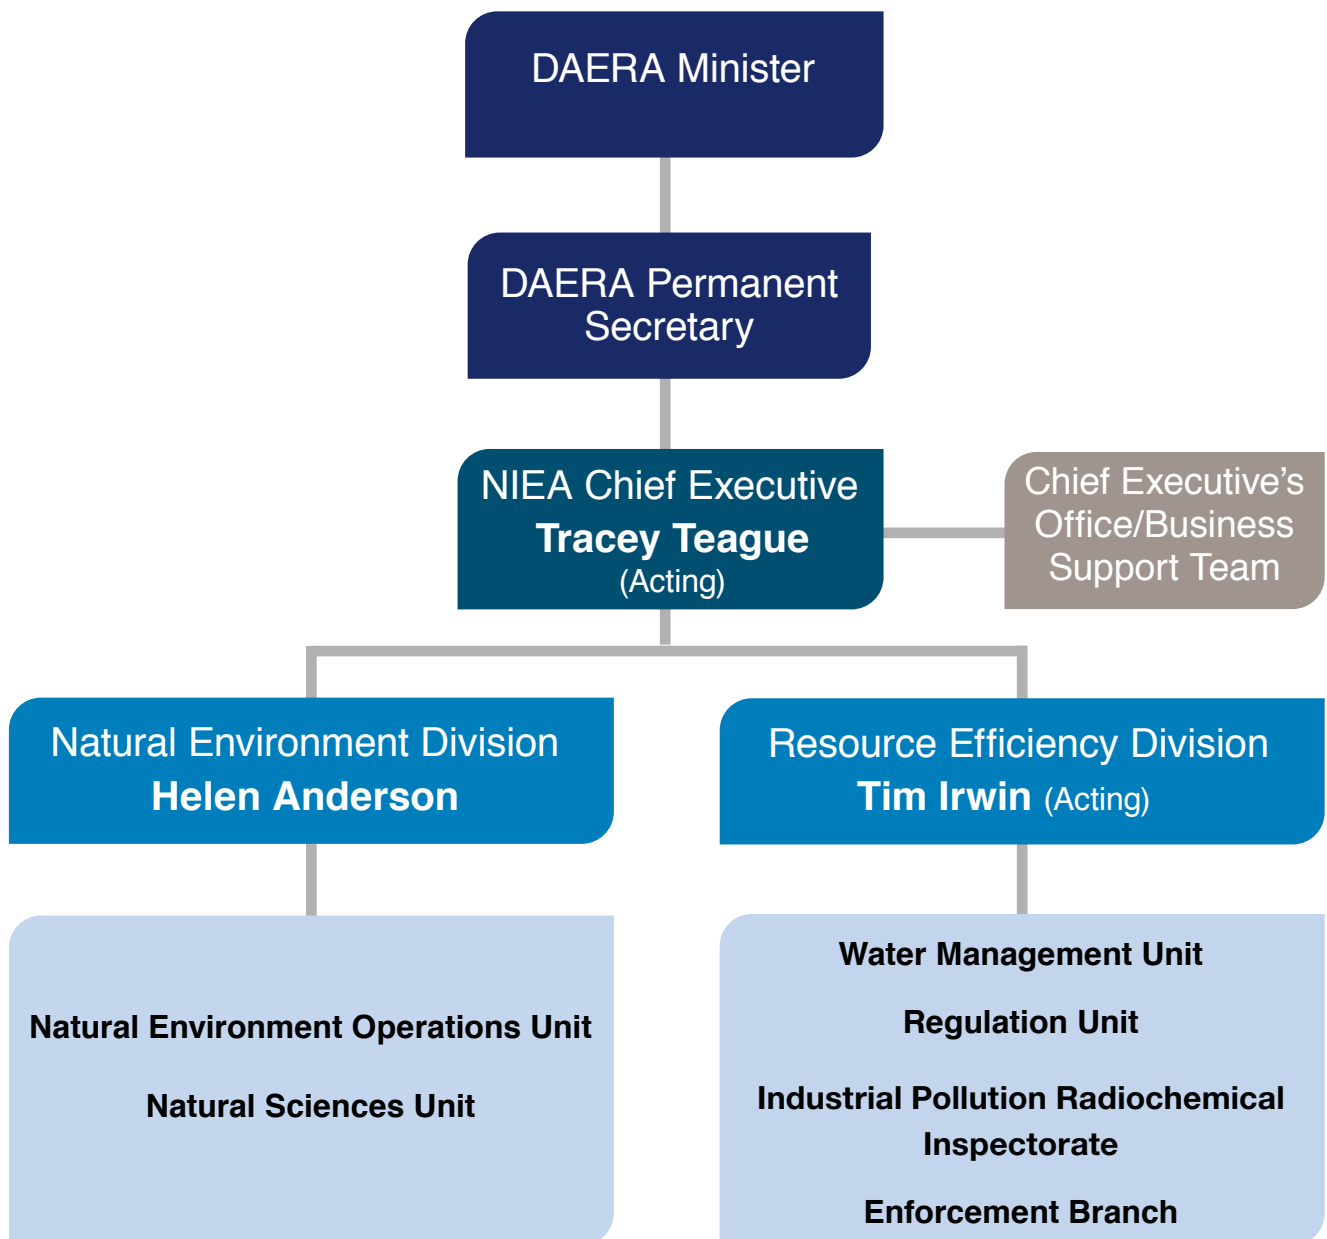 DAERA Minister
DAERA Permanent
Secretary
NIEA Chief Executive
Tracey Teague
(Acting)
Chief Executive's
Office/Business
Support Team
Natural Environment Division
Helen Anderson
Resource Efficiency Division
Tim Irwin (Acting)
Natural Environment Operations Unit
Natural Sciences Unit
Water Management Unit
Regulation Unit
Industrial Pollution Radiochemical
Inspectorate
Enforcement Branch